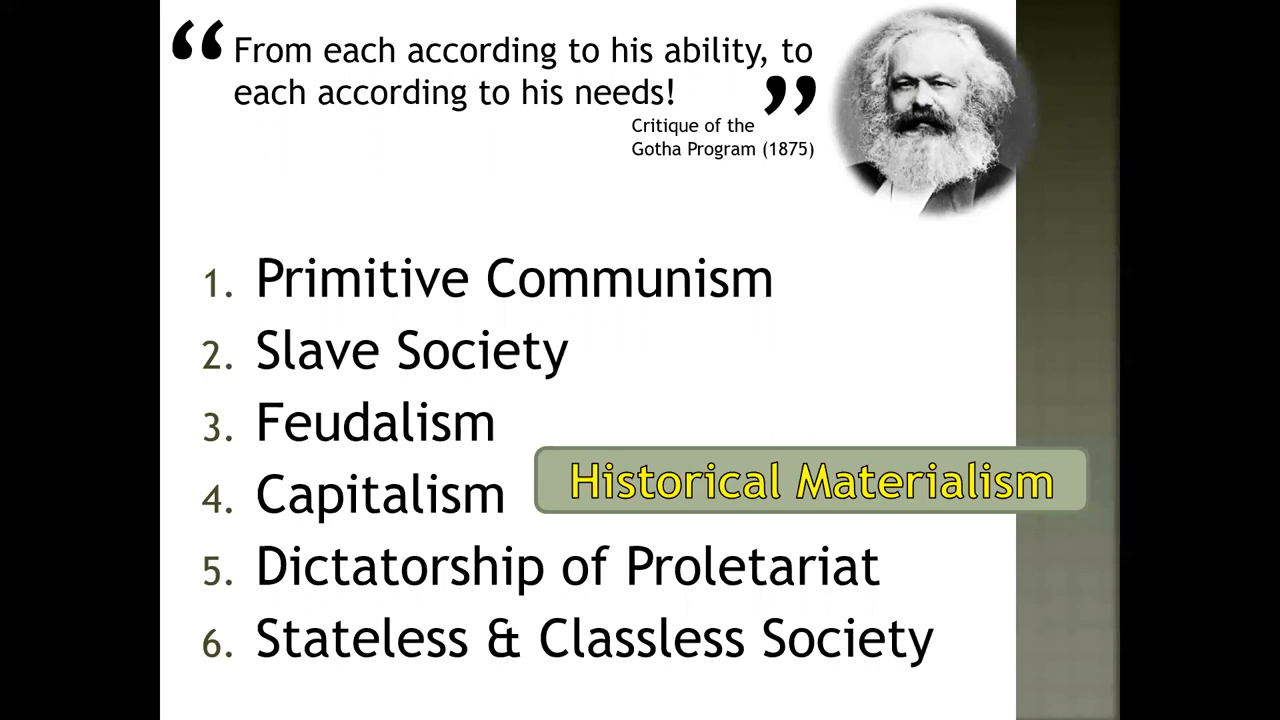 “From each according to his ability, to
each according to his needs!”
Critique of the
Gotha Program (1875)
1. Primitive Communism
2. Slave Society
3. Feudalism
4. Capitalism
Historical Materialism
5. Dictatorship of Proletariat
6. Stateless & Classless Society